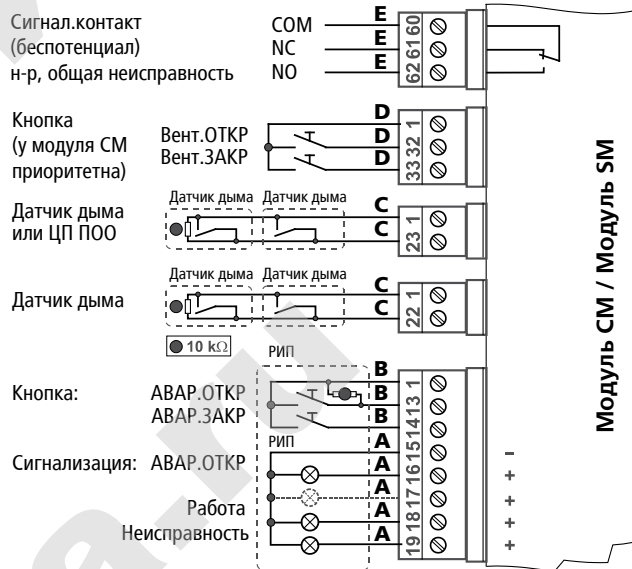 Сигнал.контакт COM E 60
(беспотенциал) NC E 61
н-р, общая неисправность NO E 62
Кнопка D 1
(у модуля СМ Вент.ОТКР D 32
приоритетна) Вент.ЗАКР D 33
Датчик дыма Датчик дыма
Датчик дыма C 1
или ЦП ПОО C 23
Датчик дыма Датчик дыма
Датчик дыма C 1
C 22
10 kΩ РИП
B 1
Кнопка: АВАР.ОТКР B 13
АВАР.ЗАКР B 14
РИП A 15 –
Сигнализация: АВАР.ОТКР A 16 +
A 17 +
Работа A 18 +
Неисправность A 19 +
Модуль CM / Модуль SM
a.ru